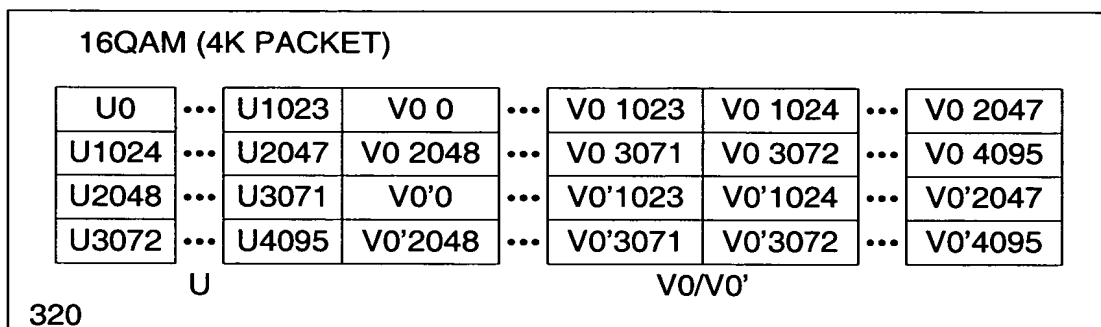 16QAM (4K PACKET)
U0 ••• U1023 V0 0 ••• V0 1023 V0 1024 ••• V0 2047
U1024 ••• U2047 V0 2048 ••• V0 3071 V0 3072 ••• V0 4095
U2048 ••• U3071 V0'0 ••• V0'1023 V0'1024 ••• V0'2047
U3072 ••• U4095 V0'2048 ••• V0'3071 V0'3072 ••• V0'4095
U V0/V0'
320